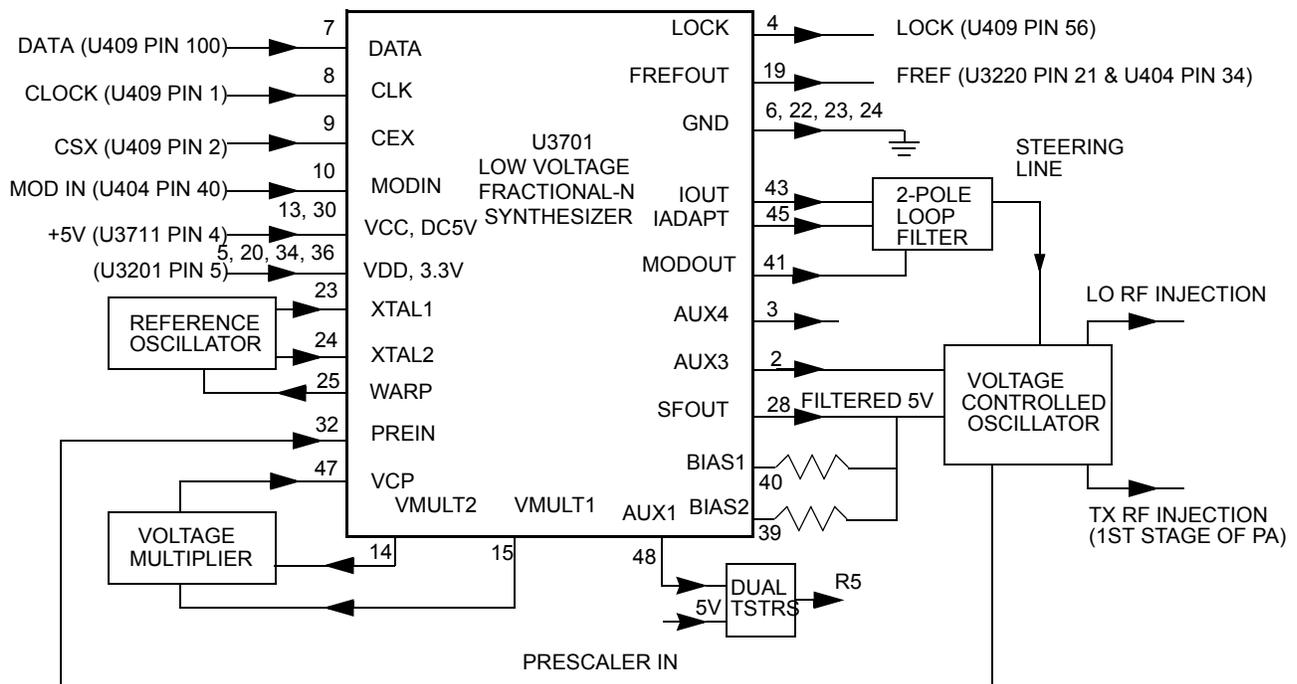 7
DATA (U409 PIN 100)
DATA
8
CLOCK (U409 PIN 1)
CLK
9
CSX (U409 PIN 2)
CEX
10
MOD IN (U404 PIN 40)
MODIN
13, 30
+5V (U3711 PIN 4)
VCC, DC5V
5, 20, 34, 36
(U3201 PIN 5)
VDD, 3.3V
23
XTAL1
REFERENCE
OSCILLATOR
24
XTAL2
25
WARP
32
PREIN
47
VCP
VOLTAGE
MULTIPLIER
VMULT2
14
VMULT1
15
AUX1
48
U3701
LOW VOLTAGE
FRACTIONAL-N
SYNTHESIZER
LOCK
4
LOCK (U409 PIN 56)
FREFOUT
19
FREF (U3220 PIN 21 & U404 PIN 34)
GND
6, 22, 23, 24
STEERING
LINE
IOUT
43
IADAPT
45
2-POLE
LOOP
FILTER
MODOUT
41
AUX4
3
AUX3
2
SFOUT
28
FILTERED 5V
BIAS1
40
BIAS2
39
LO RF INJECTION
VOLTAGE
CONTROLLED
OSCILLATOR
TX RF INJECTION
(1ST STAGE OF PA)
5V
DUAL
TSTRS
R5
PRESCALER IN